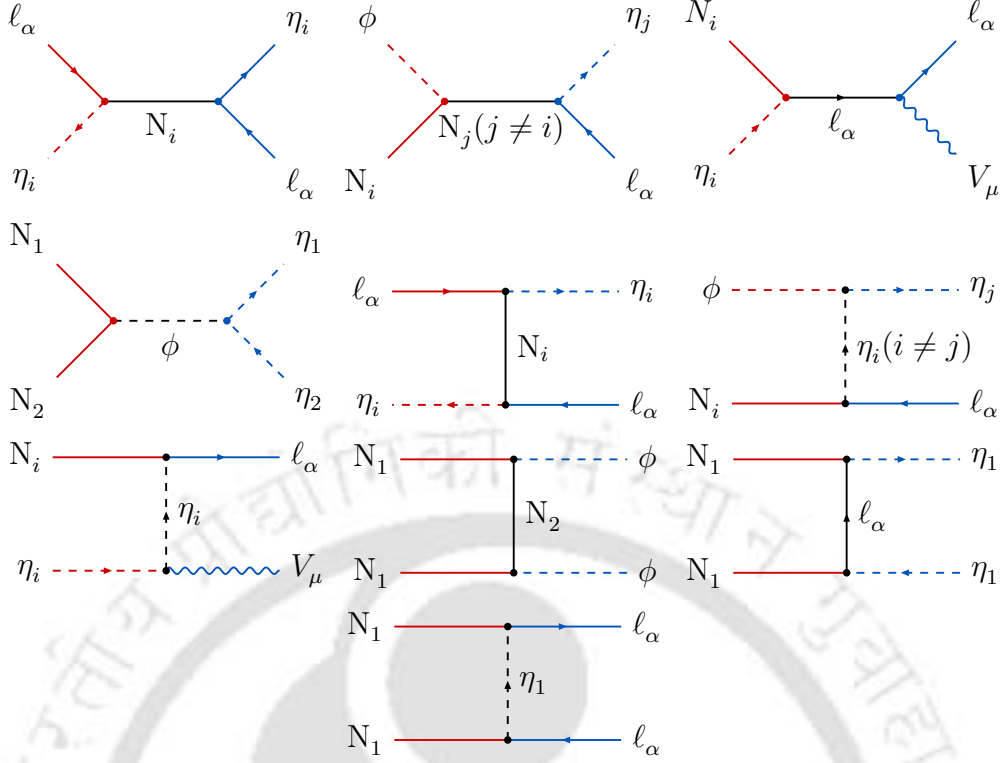 ℓ_α η_i N_i η_i ℓ_α
ϕ η_j N_j(j ≠ i) N_i ℓ_α
N_i ℓ_α ℓ_α η_i V_μ
N_1 η_1 ϕ N_2 η_2
ℓ_α η_i N_i η_i ℓ_α
ϕ η_j η_i(i ≠ j) N_i ℓ_α
N_i ℓ_α η_i η_i V_μ
N_1 ϕ N_2 N_1 ϕ
N_1 η_1 ℓ_α N_1 η_1
N_1 ℓ_α η_1 N_1 ℓ_α